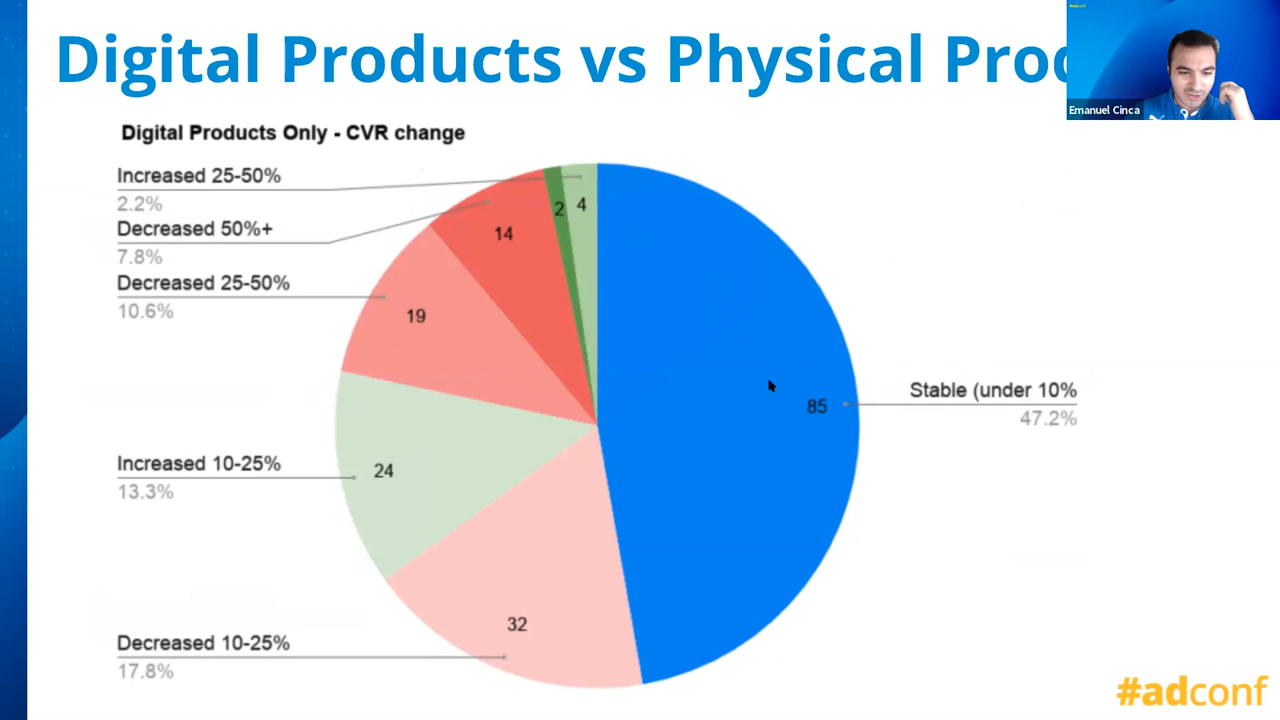 Digital Products vs Physical Prod
#adconf
Emanuel Cinca
Digital Products Only - CVR change
Increased 25-50%
2.2%
Decreased 50%+
7.8%
Decreased 25-50%
10.6%
Increased 10-25%
13.3%
Decreased 10-25%
17.8%
2
4
14
19
24
32
85
Stable (under 10%
47.2%
#adconf